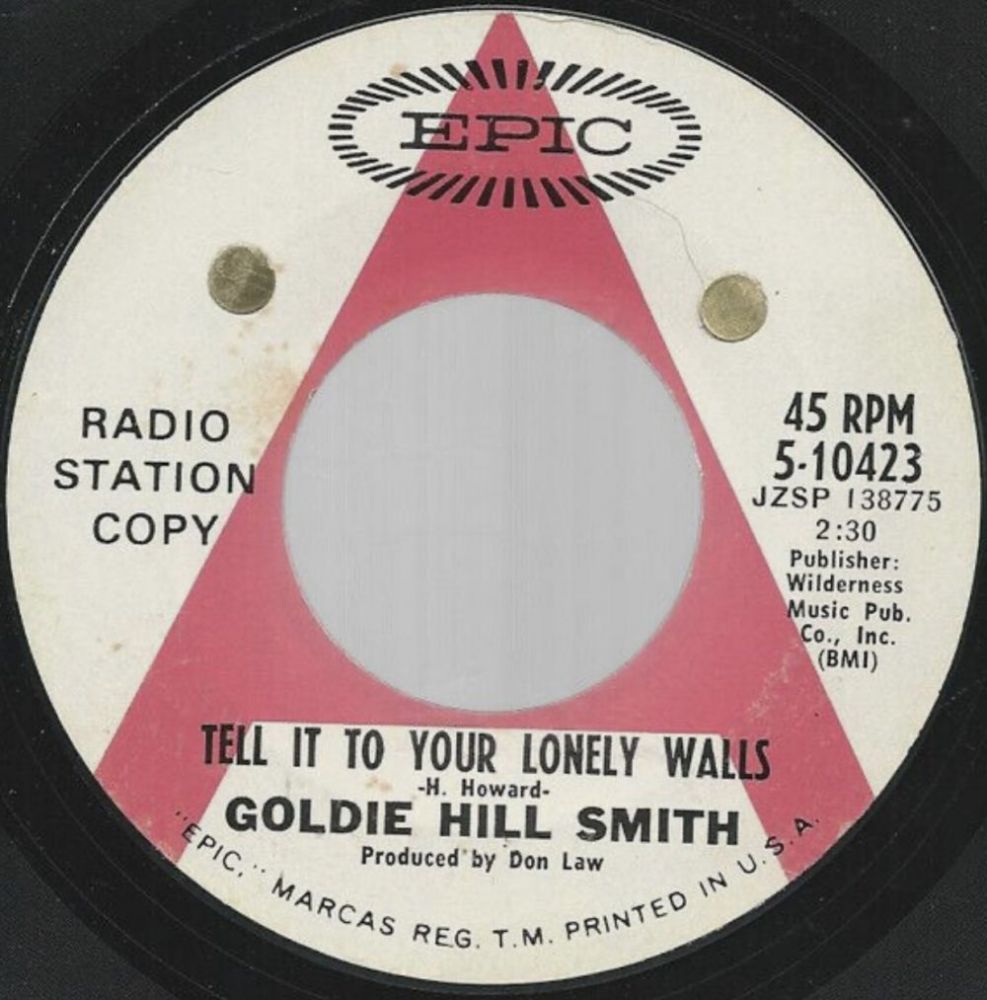 EPIC
RADIO
STATION
COPY
45 RPM
5-10423
JZSP 138775
2:30
Publisher:
Wilderness
Music Pub.
Co., Inc.
(BMI)
TELL IT TO YOUR LONELY WALLS
-H. Howard-
GOLDIE HILL SMITH
Produced by Don Law
"EPIC," MARCAS REG. T.M. PRINTED IN U.S.A.